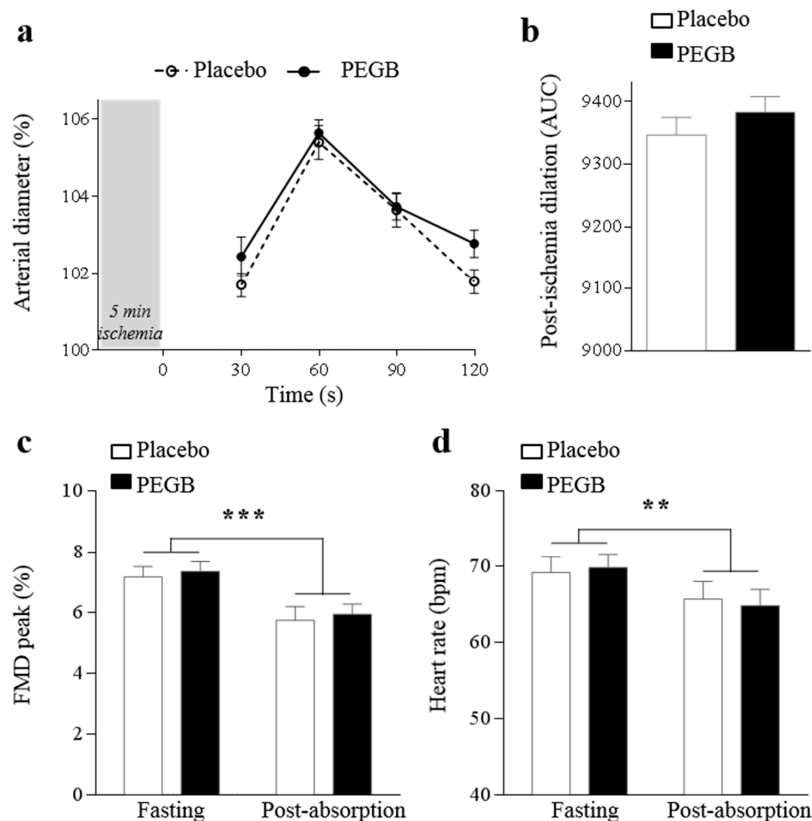 a
Placebo
PEGB
Arterial diameter (%)
106
104
102
100
5 min
ischemia
0
30
60
90
120
Time (s)
b
Placebo
PEGB
Post-ischemia dilation (AUC)
9400
9300
9200
9100
9000
c
Placebo
PEGB
FMD peak (%)
10
8
6
4
2
0
***
Fasting
Post-absorption
d
Placebo
PEGB
Heart rate (bpm)
80
70
60
50
40
**
Fasting
Post-absorption